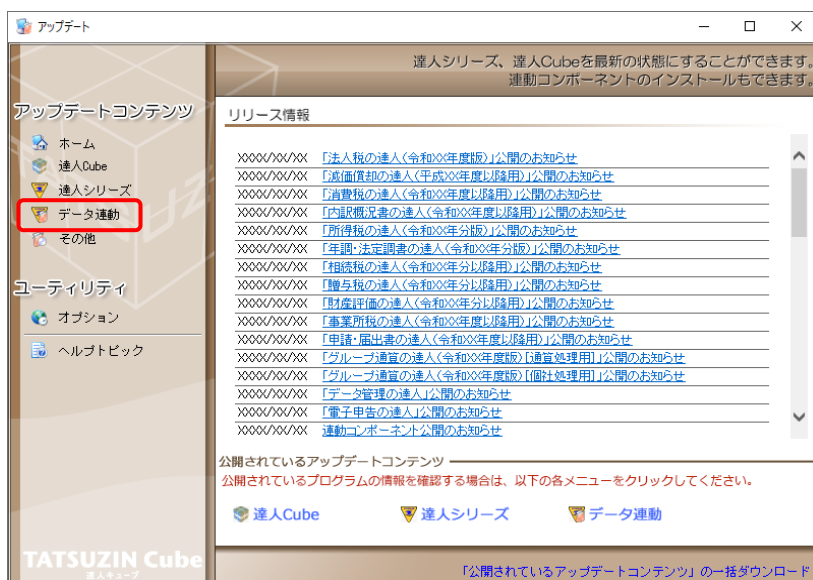 アップデート
達人シリーズ、達人Cubeを最新の状態にすることができます。
連動コンポーネントのインストールもできます。
アップデートコンテンツ
ホーム
達人Cube
達人シリーズ
データ連動
その他
ユーティリティ
オプション
ヘルプトピック
リリース情報
XXXX/XX/XX 「法人税の達人(令和XX年度版)」公開のお知らせ
XXXX/XX/XX 「減価償却の達人(平成XX年度以降用)」公開のお知らせ
XXXX/XX/XX 「消費税の達人(令和XX年度以降用)」公開のお知らせ
XXXX/XX/XX 「内訳概況書の達人(令和XX年度以降用)」公開のお知らせ
XXXX/XX/XX 「所得税の達人(令和XX年分版)」公開のお知らせ
XXXX/XX/XX 「年調・法定調書の達人(令和XX年分版)」公開のお知らせ
XXXX/XX/XX 「相続税の達人(令和XX年分以降用)」公開のお知らせ
XXXX/XX/XX 「贈与税の達人(令和XX年分以降用)」公開のお知らせ
XXXX/XX/XX 「財産評価の達人(令和XX年分以降用)」公開のお知らせ
XXXX/XX/XX 「事業所税の達人(令和XX年度以降用)」公開のお知らせ
XXXX/XX/XX 「申請・届出書の達人(令和XX年度以降用)」公開のお知らせ
XXXX/XX/XX 「グループ通算の達人(令和XX年度版)[通算処理用]」公開のお知らせ
XXXX/XX/XX 「グループ通算の達人(令和XX年度版)[個社処理用]」公開のお知らせ
XXXX/XX/XX 「データ管理の達人」公開のお知らせ
XXXX/XX/XX 「電子申告の達人」公開のお知らせ
XXXX/XX/XX 連動コンポーネント公開のお知らせ
公開されているアップデートコンテンツ
公開されているプログラムの情報を確認する場合は、以下の各メニューをクリックしてください。
達人Cube 達人シリーズ データ連動
TATSUZIN Cube
達人キューブ
「公開されているアップデートコンテンツ」の一括ダウンロード